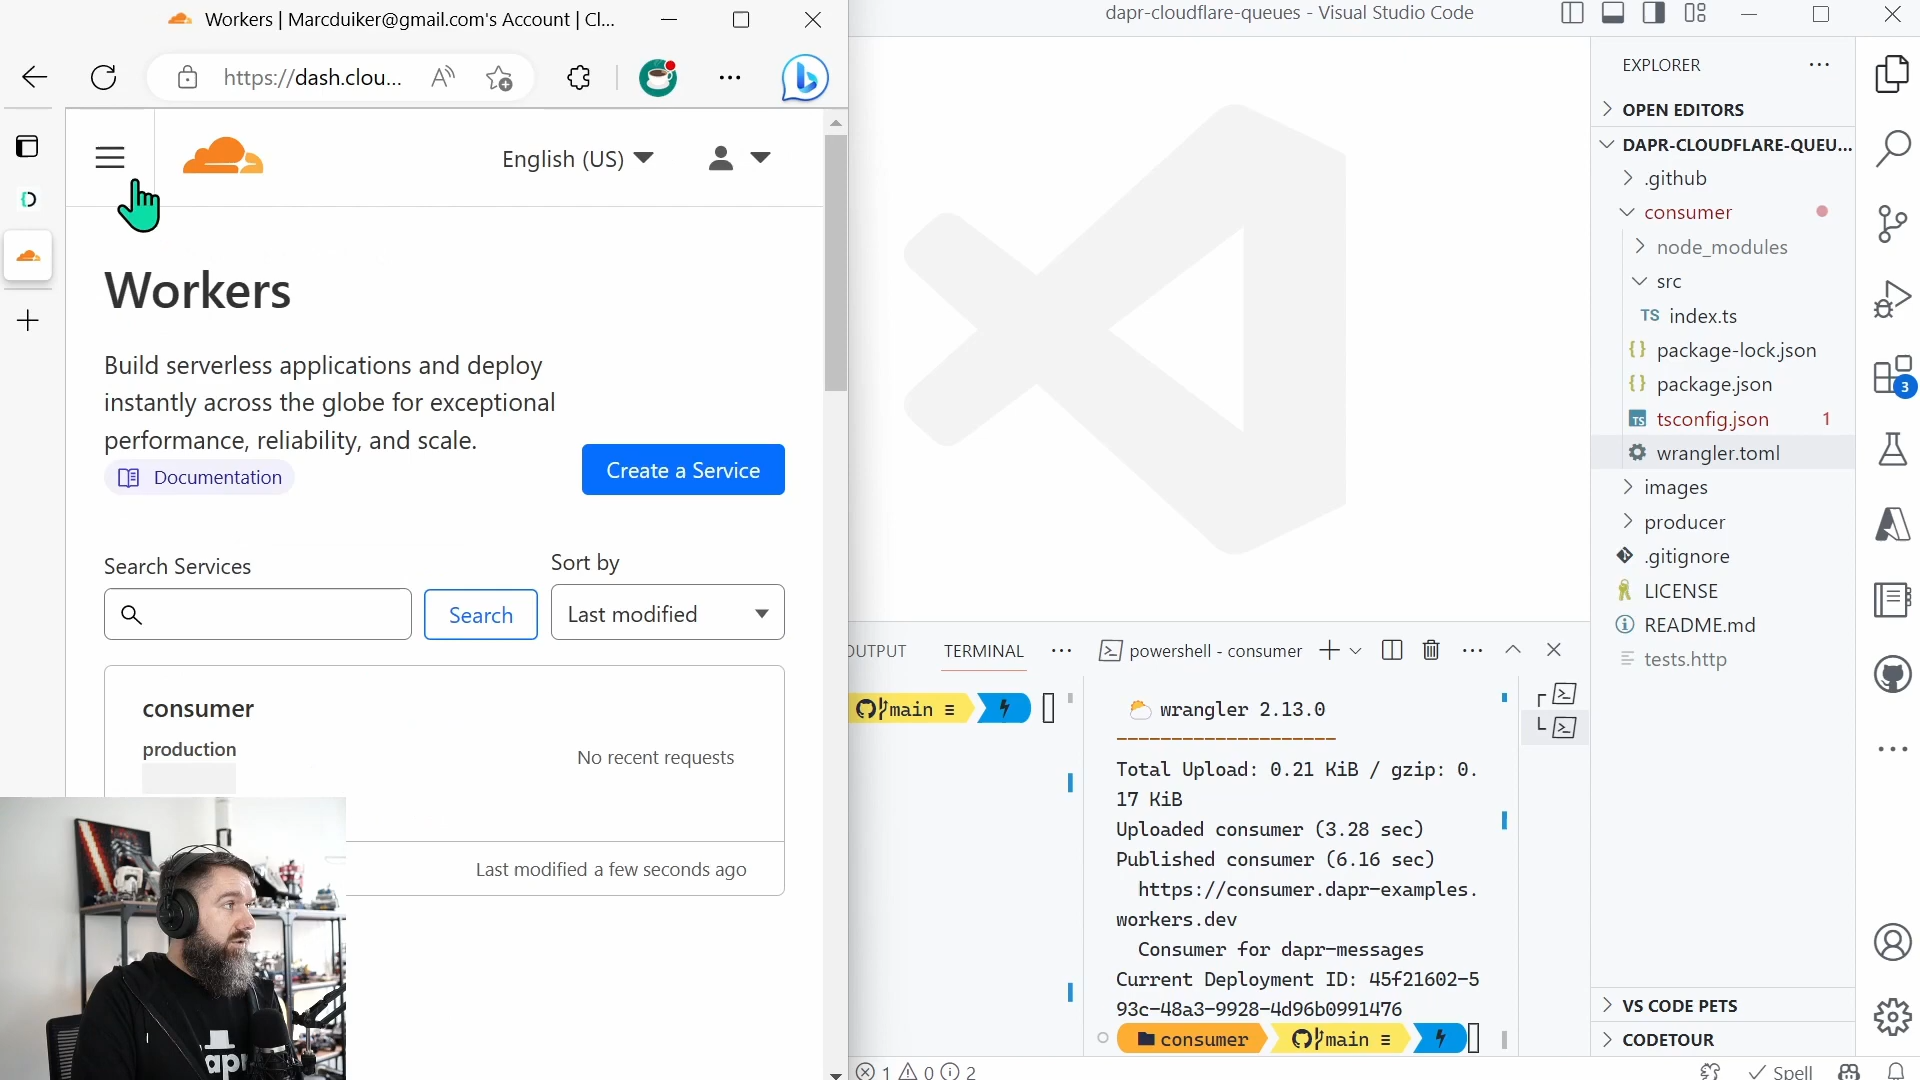 Workers | Marcduiker@gmail.com's Account | Cl...
https://dash.clou...
English (US)
Workers
Build serverless applications and deploy
instantly across the globe for exceptional
performance, reliability, and scale.
Documentation
Create a Service
Search Services
Sort by
Search
Last modified
consumer
production
No recent requests
Last modified a few seconds ago
dapr
dapr-cloudflare-queues - Visual Studio Code
OUTPUT
TERMINAL
powershell - consumer
main ≡
wrangler 2.13.0
--------------------
Total Upload: 0.21 KiB / gzip: 0.
17 KiB
Uploaded consumer (3.28 sec)
Published consumer (6.16 sec)
https://consumer.dapr-examples.
workers.dev
Consumer for dapr-messages
Current Deployment ID: 45f21602-5
93c-48a3-9928-4d96b0991476
consumer main ≡
EXPLORER
OPEN EDITORS
DAPR-CLOUDFLARE-QUEU...
.github
consumer
node_modules
src
TS index.ts
{} package-lock.json
{} package.json
TS tsconfig.json 1
wrangler.toml
images
producer
.gitignore
LICENSE
README.md
tests.http
VS CODE PETS
CODETOUR
3
1 0 2
Spell